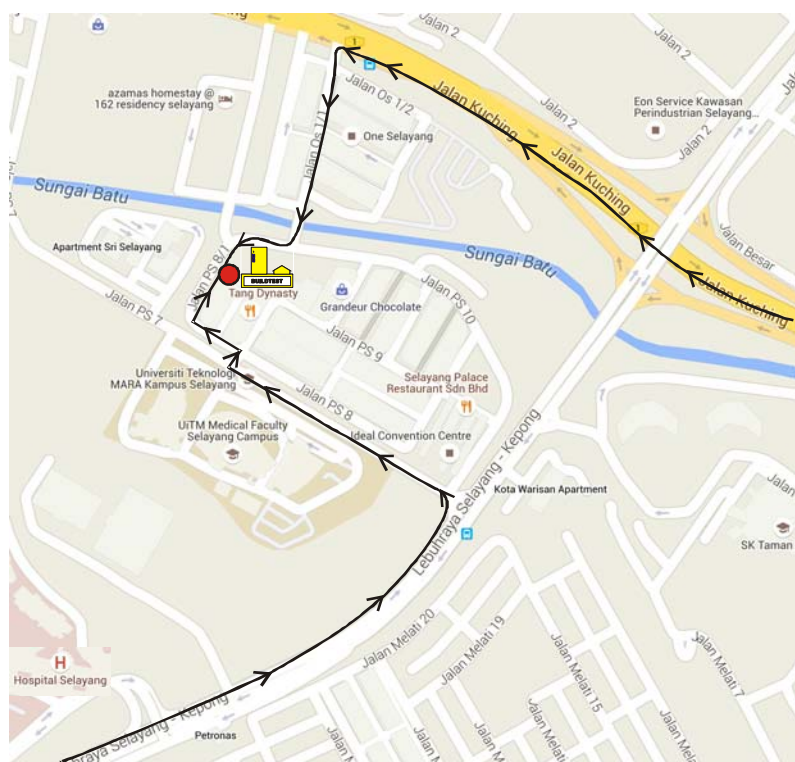 Kuching
1
Jalan 2
Jalan 2
azamas homestay @
162 residency selayang
Jalan Os 1/2
Jalan Kuching
Eon Service Kawasan
Perindustrian Selayang...
Jalan Os 1/1
One Selayang
Jalan Kuching
Jalan 2
Jalan Kuching
Sungai Batu
1
Apartment Sri Selayang
Jalan PS 8/1
Sungai Batu
Jalan Besar
BUILDTEST
Tang Dynasty
Jalan PS 10
Jalan Kuching
Grandeur Chocolate
Jalan PS 7
Jalan PS 9
Universiti Teknologi
MARA Kampus Selayang
Selayang Palace
Restaurant Sdn Bhd
Jalan PS 8
UiTM Medical Faculty
Selayang Campus
Ideal Convention Centre
Lebuhraya Selayang - Kepong
Kota Warisan Apartment
SK Taman
Jalan Melati 20
Jalan Melati 19
Jalan Melati 15
Jalan Melati 7
H
Hospital Selayang
Selayang - Kepong
Petronas